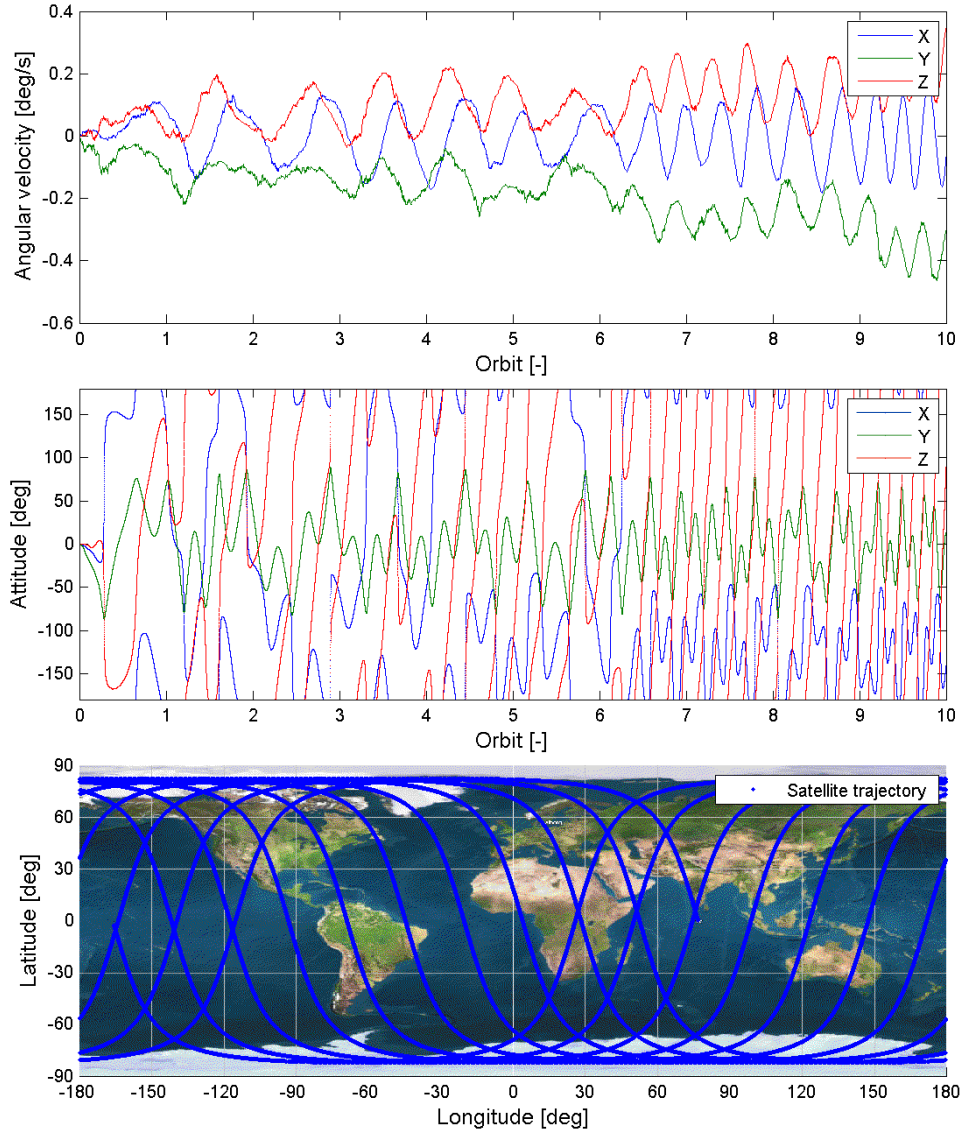 0.4
0.2
0
-0.2
-0.4
-0.6
Angular velocity [deg/s]
X
Y
Z
0 1 2 3 4 5 6 7 8 9 10
Orbit [-]
150
100
50
0
-50
-100
-150
Attitude [deg]
X
Y
Z
0 1 2 3 4 5 6 7 8 9 10
Orbit [-]
90
60
30
0
-30
-60
-90
Latitude [deg]
Satellite trajectory
-180 -150 -120 -90 -60 -30 0 30 60 90 120 150 180
Longitude [deg]